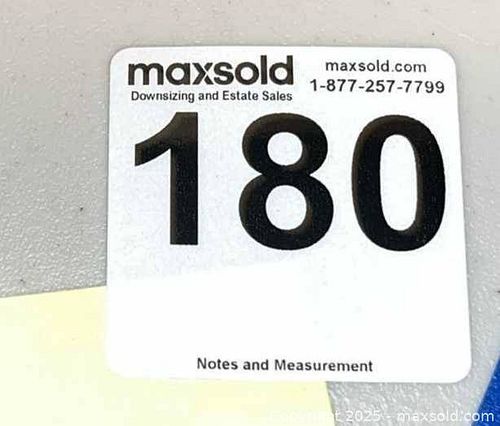 maxsold
Downsizing and Estate Sales
maxsold.com
1-877-257-7799
180
Notes and Measurement
Copyright 2025 - maxsold.com